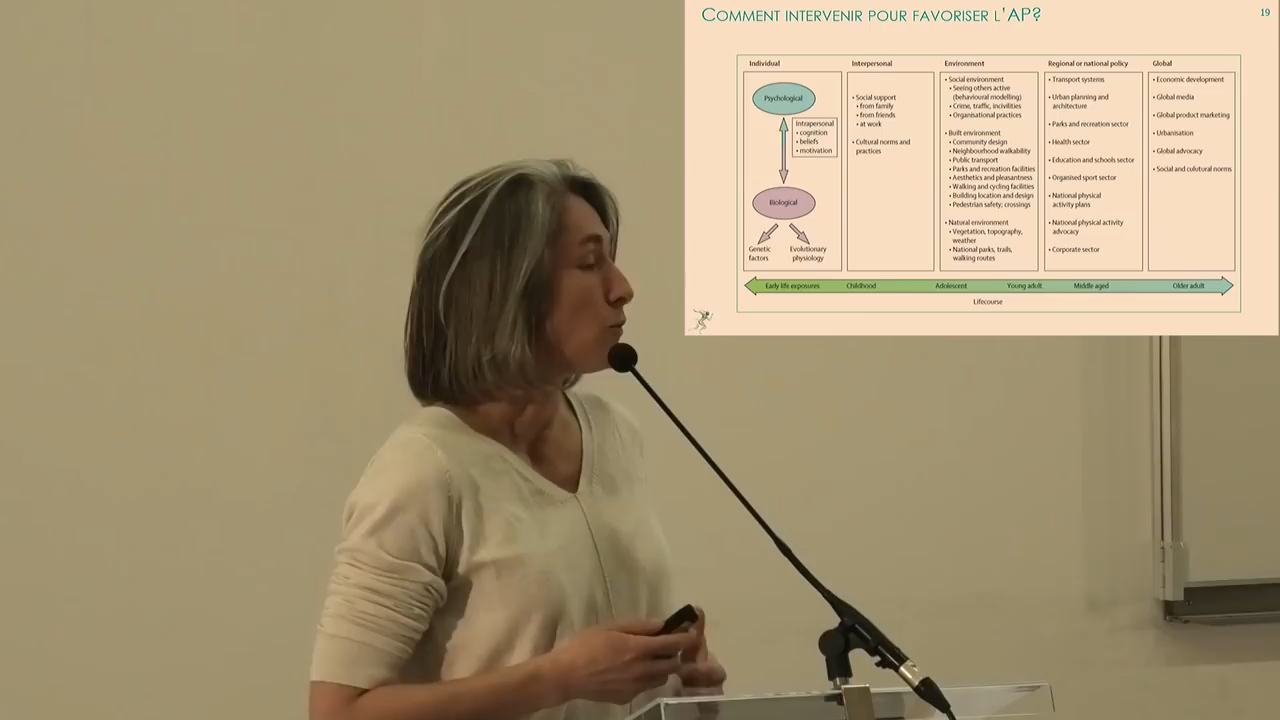 COMMENT INTERVENIR POUR FAVORISER L'AP?
19
Individual
Psychological
Intrapersonal
• cognition
• beliefs
• motivation
Biological
Genetic
factors
Evolutionary
physiology
Interpersonal
• Social support
• from family
• from friends
• at work
• Cultural norms and
practices
Environment
• Social environment
• Seeing others active
(behavioural modelling)
• Crime, traffic, incivilities
• Organisational practices
• Built environment
• Community design
• Neighbourhood walkability
• Public transport
• Parks and recreation facilities
• Aesthetics and pleasantness
• Walking and cycling facilities
• Building location and design
• Pedestrian safety; crossings
• Natural environment
• Vegetation, topography,
weather
• National parks, trails,
walking routes
Regional or national policy
• Transport systems
• Urban planning and
architecture
• Parks and recreation sector
• Health sector
• Education and schools sector
• Organised sport sector
• National physical
activity plans
• National physical activity
advocacy
• Corporate sector
Global
• Economic development
• Global media
• Global product marketing
• Urbanisation
• Global advocacy
• Social and culutural norms
Early life exposures
Childhood
Adolescent
Young adult
Middle aged
Older adult
Lifecourse